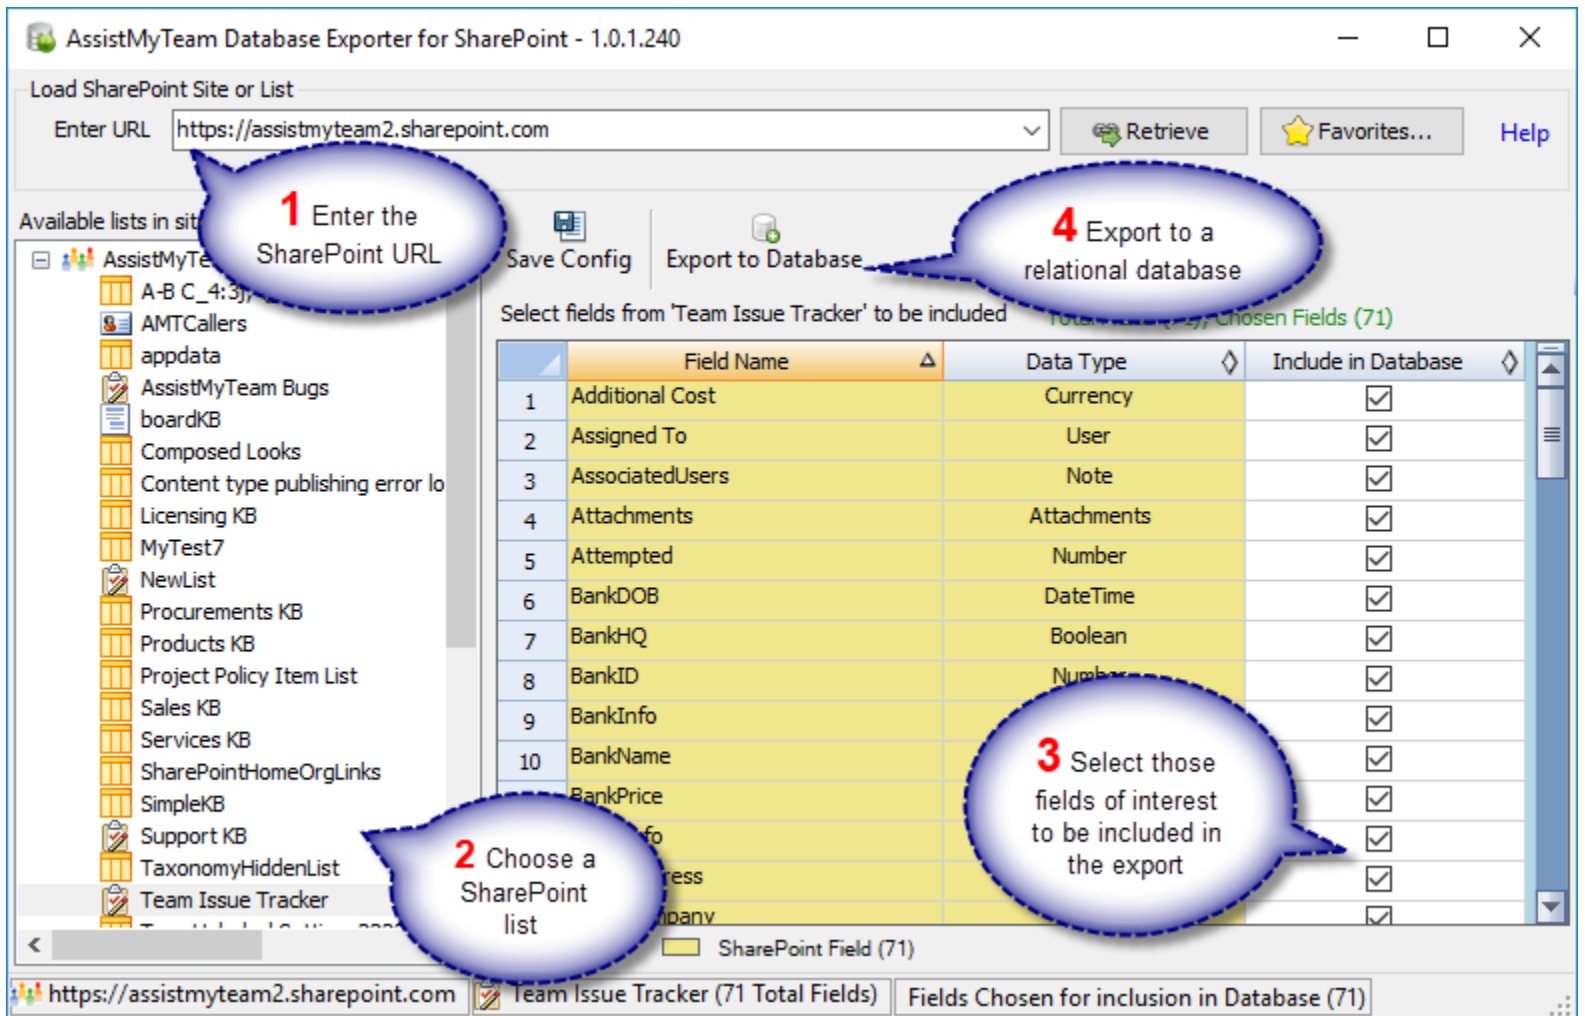 AssistMyTeam Database Exporter for SharePoint - 1.0.1.240
Load SharePoint Site or List
Enter URL https://assistmyteam2.sharepoint.com Retrieve Favorites... Help
1 Enter the
SharePoint URL
4 Export to a
relational database
Available lists in
Save Config Export to Database
Select fields from 'Team Issue Tracker' to be included
Chosen Fields (71)
A-B C_4:3j
AMTCallers
appdata
AssistMyTeam Bugs
boardKB
Composed Looks
Content type publishing error lo
Licensing KB
MyTest7
NewList
Procurements KB
Products KB
Project Policy Item List
Sales KB
Services KB
SharePointHomeOrgLinks
SimpleKB
Support KB
TaxonomyHiddenList
Team Issue Tracker
2 Choose a
SharePoint
list
Field Name Data Type Include in Database
1 Additional Cost Currency
2 Assigned To User
3 AssociatedUsers Note
4 Attachments Attachments
5 Attempted Number
6 BankDOB DateTime
7 BankHQ Boolean
8 BankID Number
9 BankInfo
10 BankName
BankPrice
3 Select those
fields of interest
to be included in
the export
SharePoint Field (71)
https://assistmyteam2.sharepoint.com Team Issue Tracker (71 Total Fields) Fields Chosen for inclusion in Database (71)